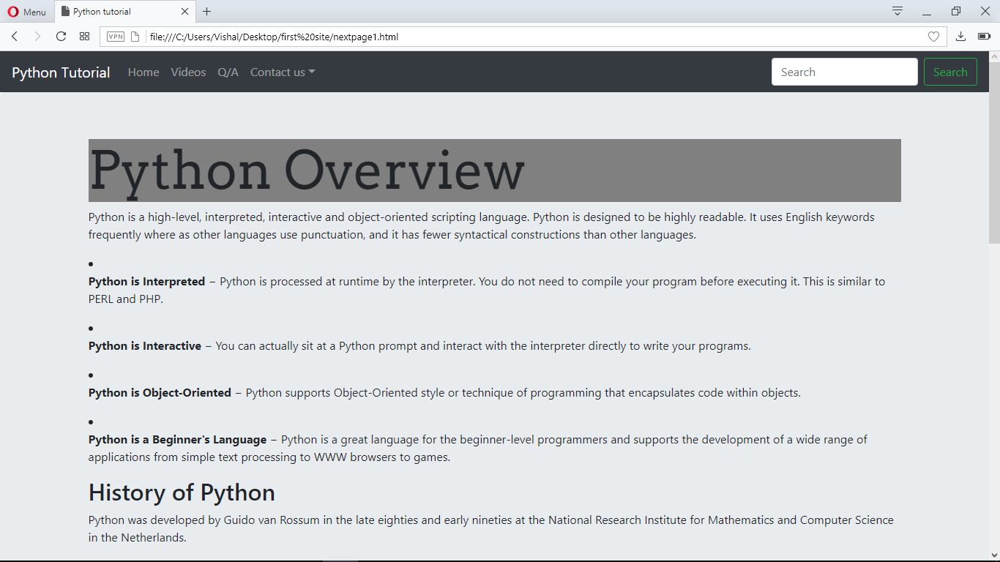 Menu
Python tutorial
VPN
file:///C:/Users/Vishal/Desktop/first%20site/nextpage1.html
Python Tutorial Home Videos Q/A Contact us Search Search
Python Overview
Python is a high-level, interpreted, interactive and object-oriented scripting language. Python is designed to be highly readable. It uses English keywords
frequently where as other languages use punctuation, and it has fewer syntactical constructions than other languages.
•
Python is Interpreted − Python is processed at runtime by the interpreter. You do not need to compile your program before executing it. This is similar to
PERL and PHP.
•
Python is Interactive − You can actually sit at a Python prompt and interact with the interpreter directly to write your programs.
•
Python is Object-Oriented − Python supports Object-Oriented style or technique of programming that encapsulates code within objects.
•
Python is a Beginner's Language − Python is a great language for the beginner-level programmers and supports the development of a wide range of
applications from simple text processing to WWW browsers to games.
History of Python
Python was developed by Guido van Rossum in the late eighties and early nineties at the National Research Institute for Mathematics and Computer Science
in the Netherlands.